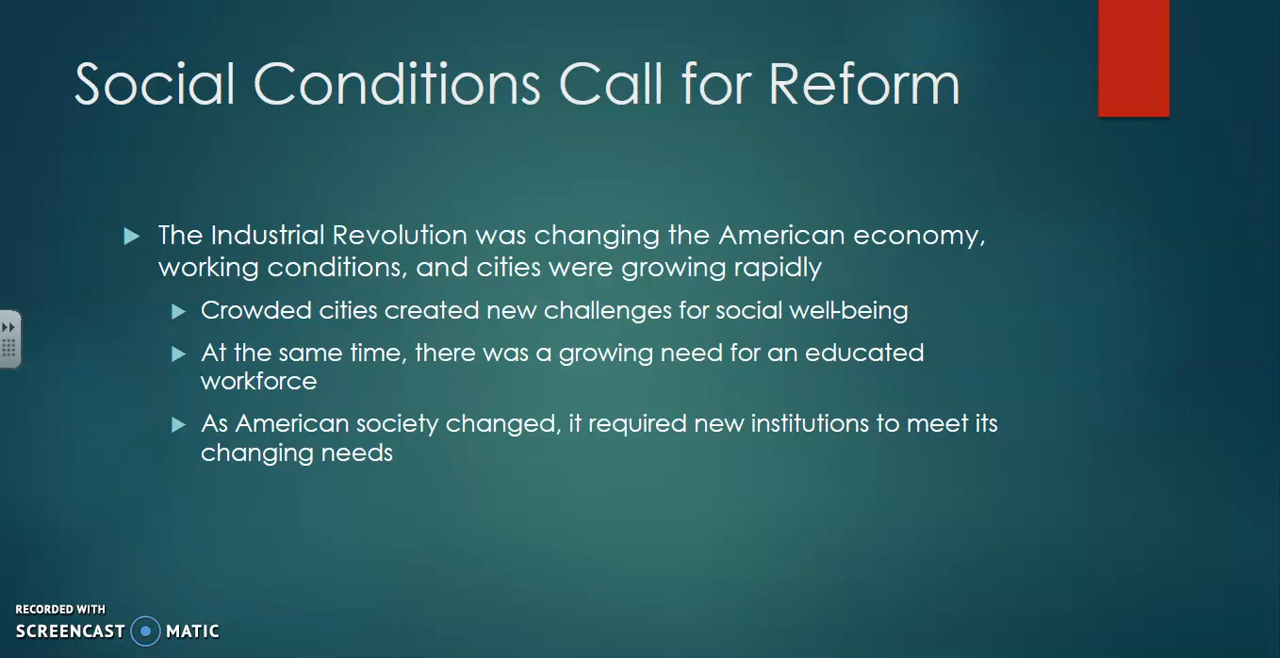 Social Conditions Call for Reform
The Industrial Revolution was changing the American economy,
working conditions, and cities were growing rapidly
Crowded cities created new challenges for social well-being
At the same time, there was a growing need for an educated
workforce
As American society changed, it required new institutions to meet its
changing needs
RECORDED WITH
SCREENCAST MATIC